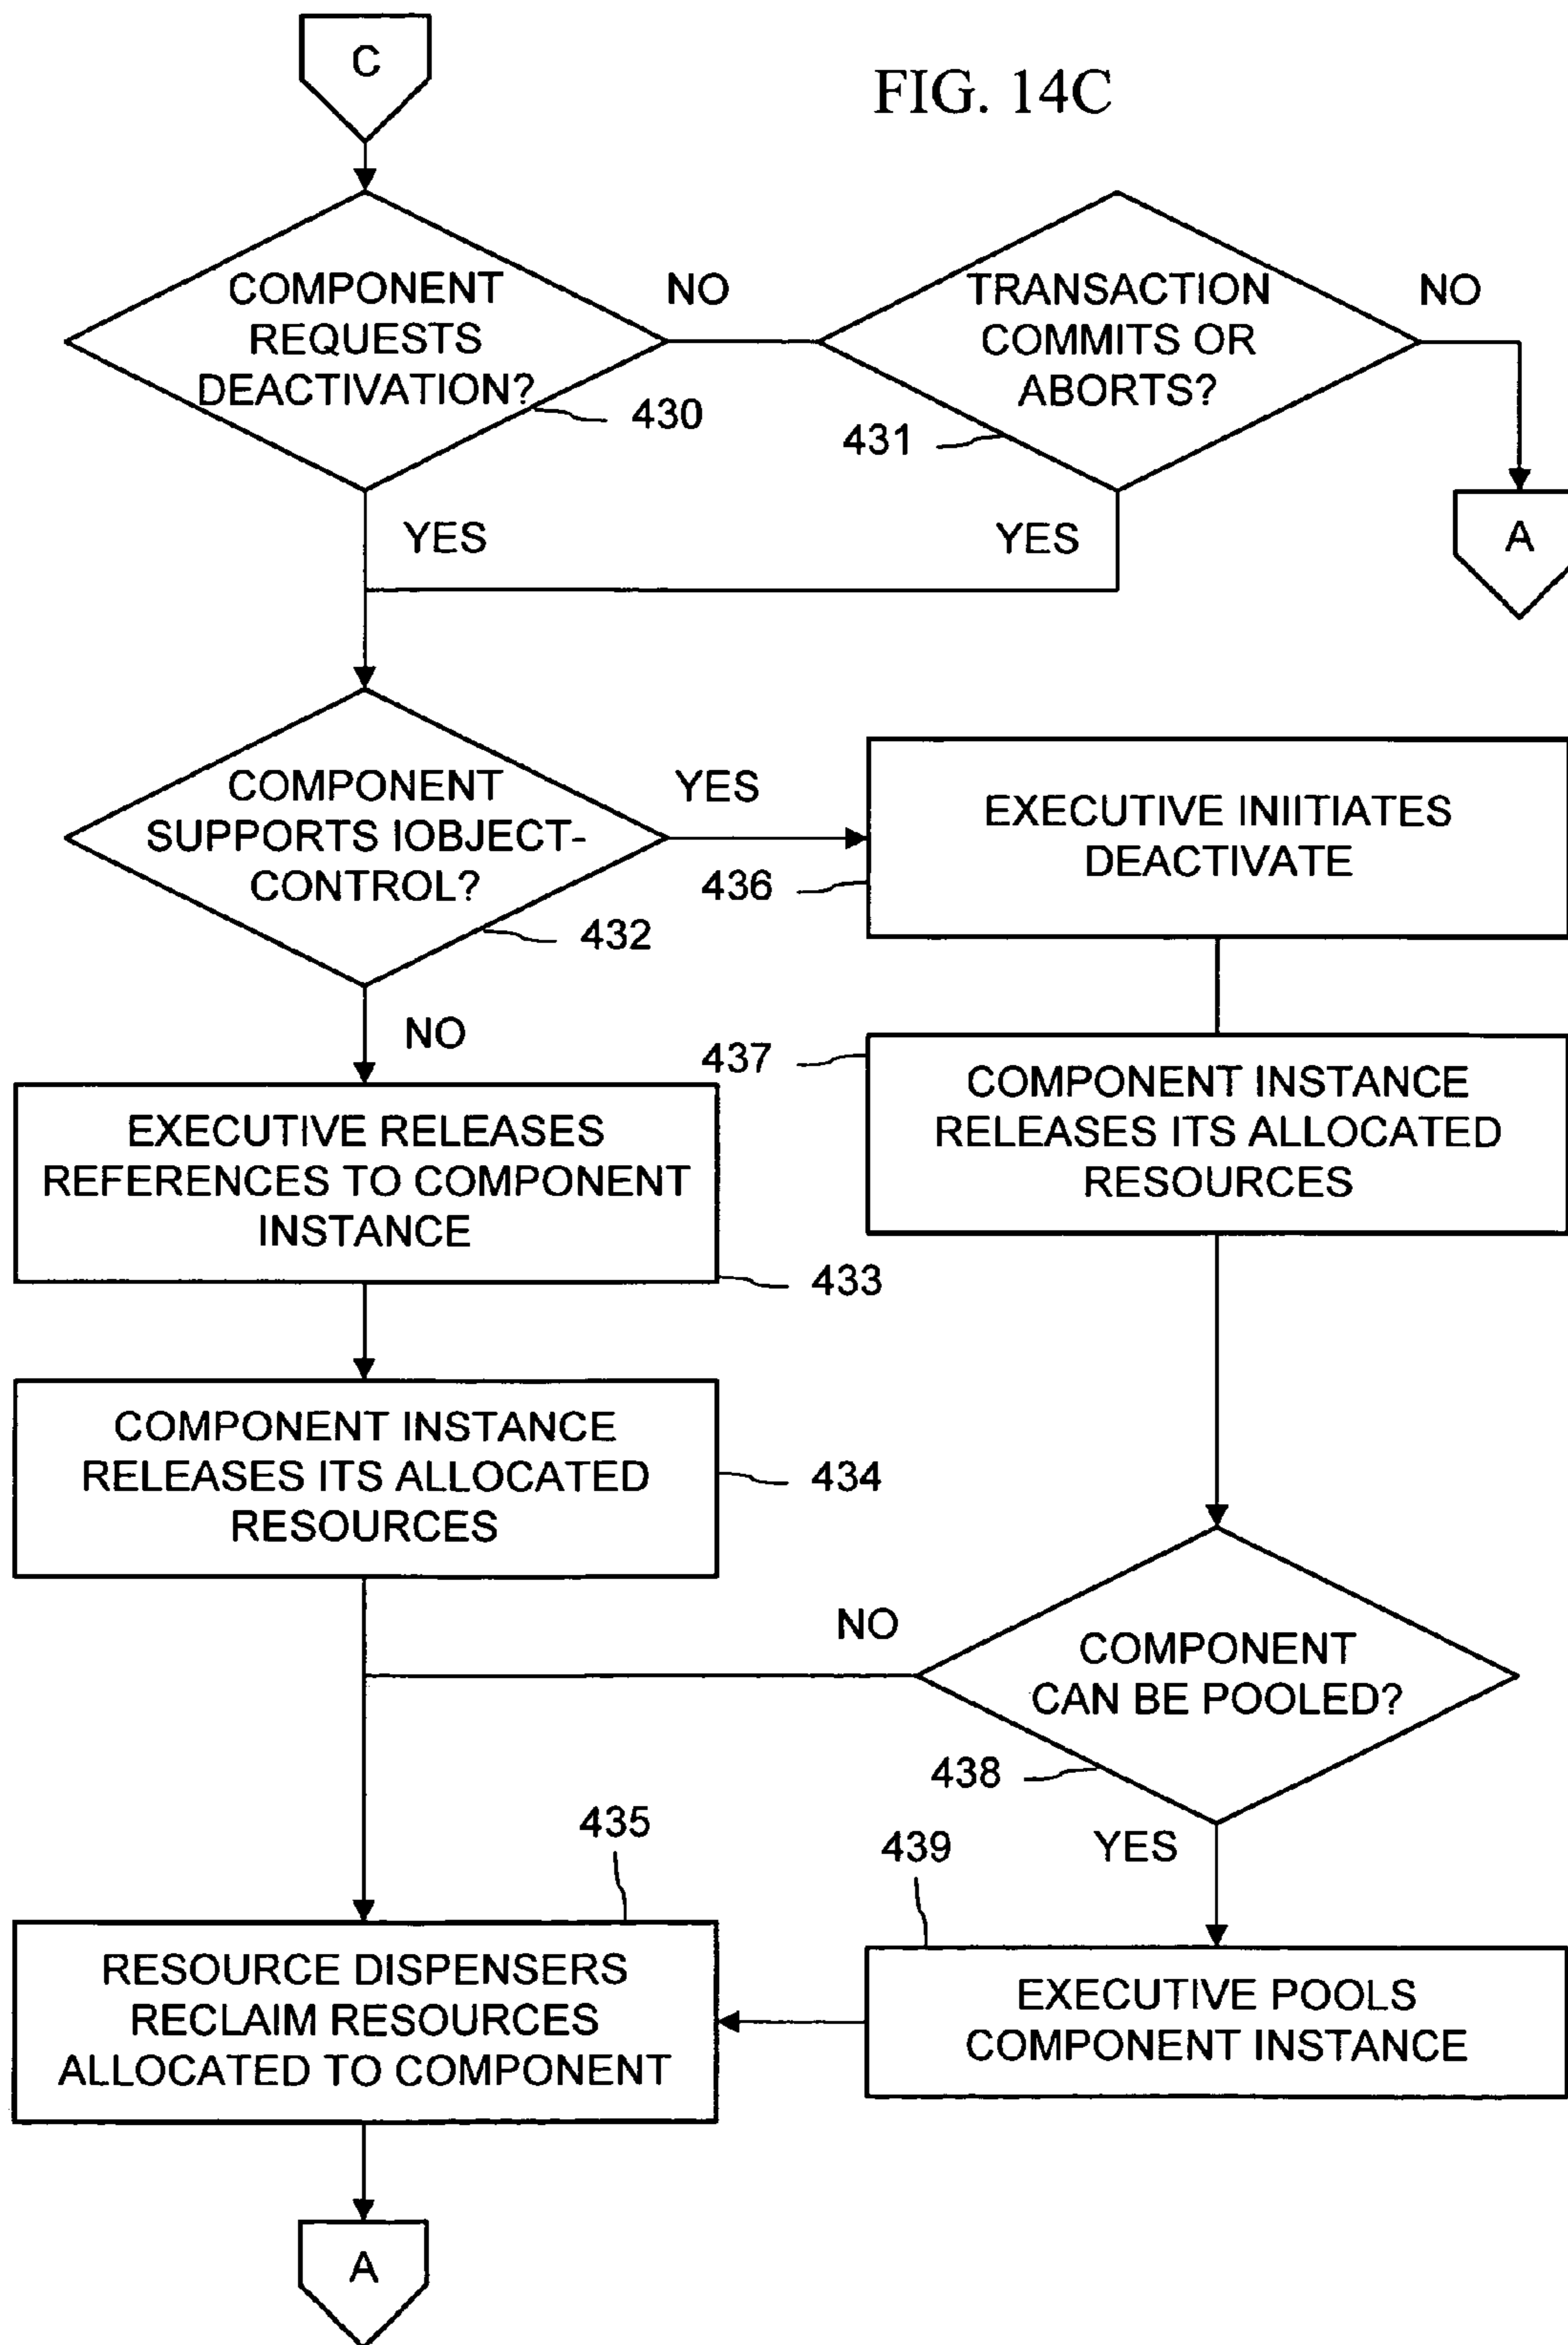 C
FIG. 14C
COMPONENT
REQUESTS
DEACTIVATION?
NO
430
TRANSACTION
COMMITS OR
ABORTS?
NO
431
YES
YES
A
COMPONENT
SUPPORTS IOBJECT-
CONTROL?
YES
432
EXECUTIVE INIITIATES
DEACTIVATE
436
NO
437
COMPONENT INSTANCE
RELEASES ITS ALLOCATED
RESOURCES
EXECUTIVE RELEASES
REFERENCES TO COMPONENT
INSTANCE
433
COMPONENT INSTANCE
RELEASES ITS ALLOCATED
RESOURCES
434
NO
COMPONENT
CAN BE POOLED?
438
YES
435
439
RESOURCE DISPENSERS
RECLAIM RESOURCES
ALLOCATED TO COMPONENT
EXECUTIVE POOLS
COMPONENT INSTANCE
A